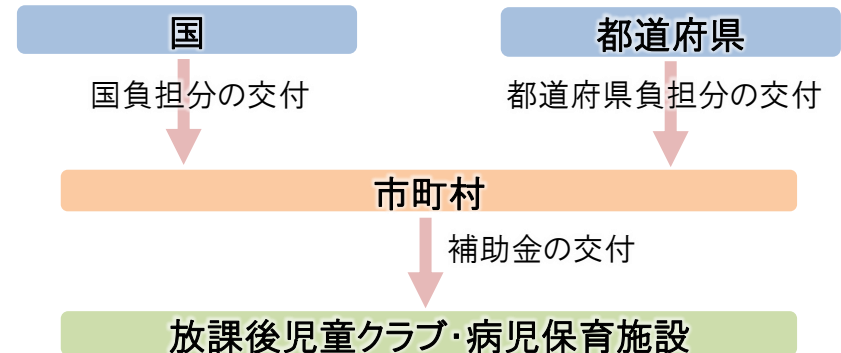 国
都道府県
国負担分の交付
都道府県負担分の交付
市町村
補助金の交付
放課後児童クラブ・病児保育施設